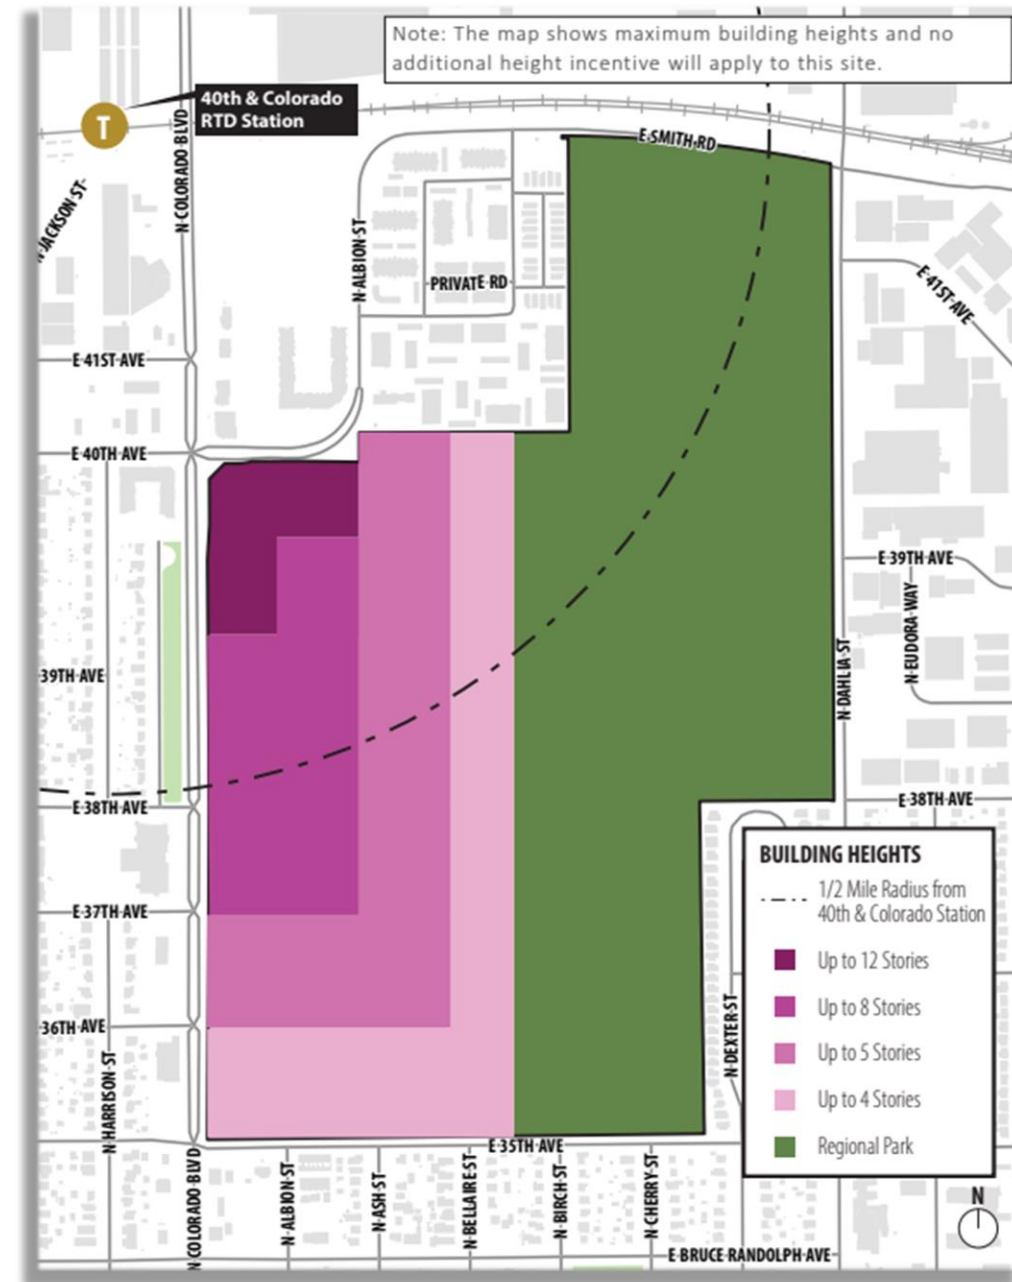 Note: The map shows maximum building heights and no
additional height incentive will apply to this site.
40th & Colorado
RTD Station
T
N COLORADO BLVD
E SMITH RD
N JACKSON ST
N ALBION ST
PRIVATE RD
E 41ST AVE
E 41ST AVE
E 40TH AVE
E 39TH AVE
N EUDORA WAY
39TH AVE
N DAHLIA ST
E 38TH AVE
E 38TH AVE
BUILDING HEIGHTS
1/2 Mile Radius from
40th & Colorado Station
Up to 12 Stories
Up to 8 Stories
Up to 5 Stories
Up to 4 Stories
Regional Park
E 37TH AVE
36TH AVE
N DEXTER ST
N HARRISON ST
E 35TH AVE
N COLORADO BLVD
N ALBION ST
N ASH ST
N BELLAIRE ST
N BIRCH ST
N CHERRY ST
N
E BRUCE RANDOLPH AVE